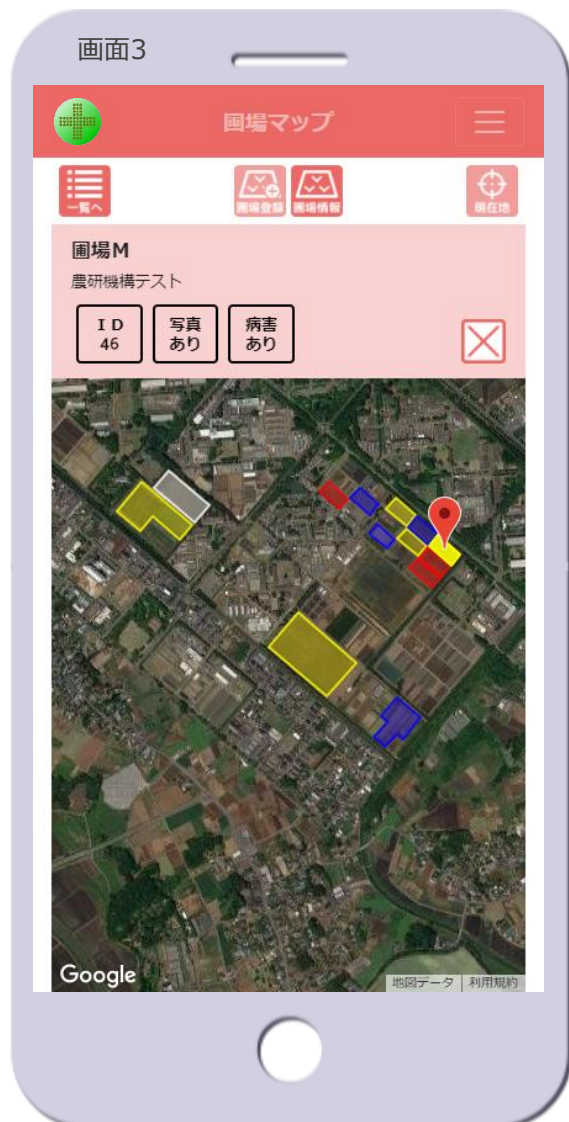 画面3
圃場マップ
一覧へ
圃場登録
圃場情報
現在地
圃場M
農研機構テスト
ID
46
写真
あり
病害
あり
Google
地図データ
利用規約